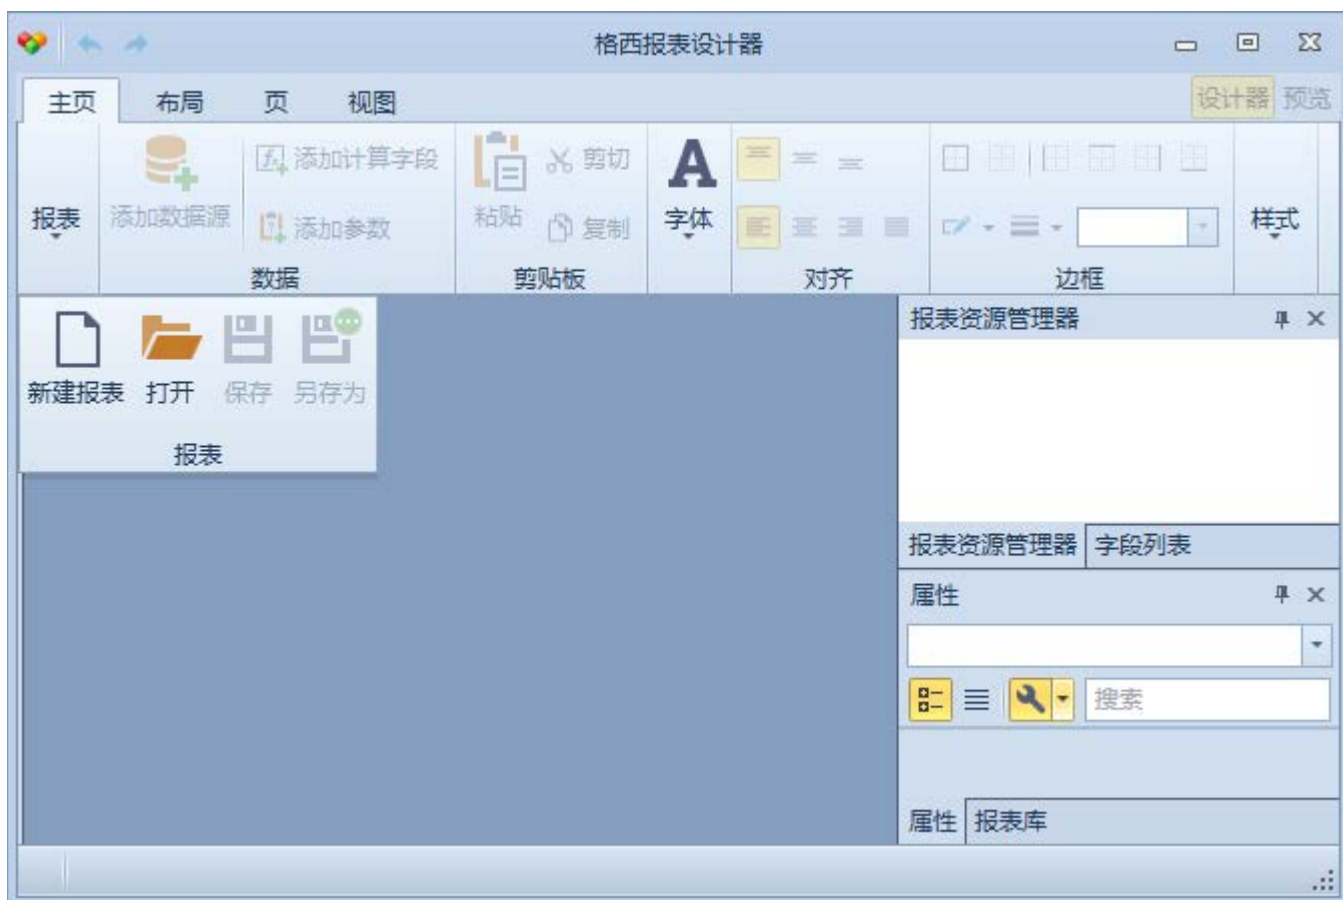 格西报表设计器
主页 布局 页 视图 设计器 预览
报表
添加数据源
添加计算字段
添加参数
数据
粘贴
剪切
复制
剪贴板
A
字体
对齐
边框
样式
新建报表 打开 保存 另存为
报表
报表资源管理器
报表资源管理器 字段列表
属性
搜索
属性 报表库